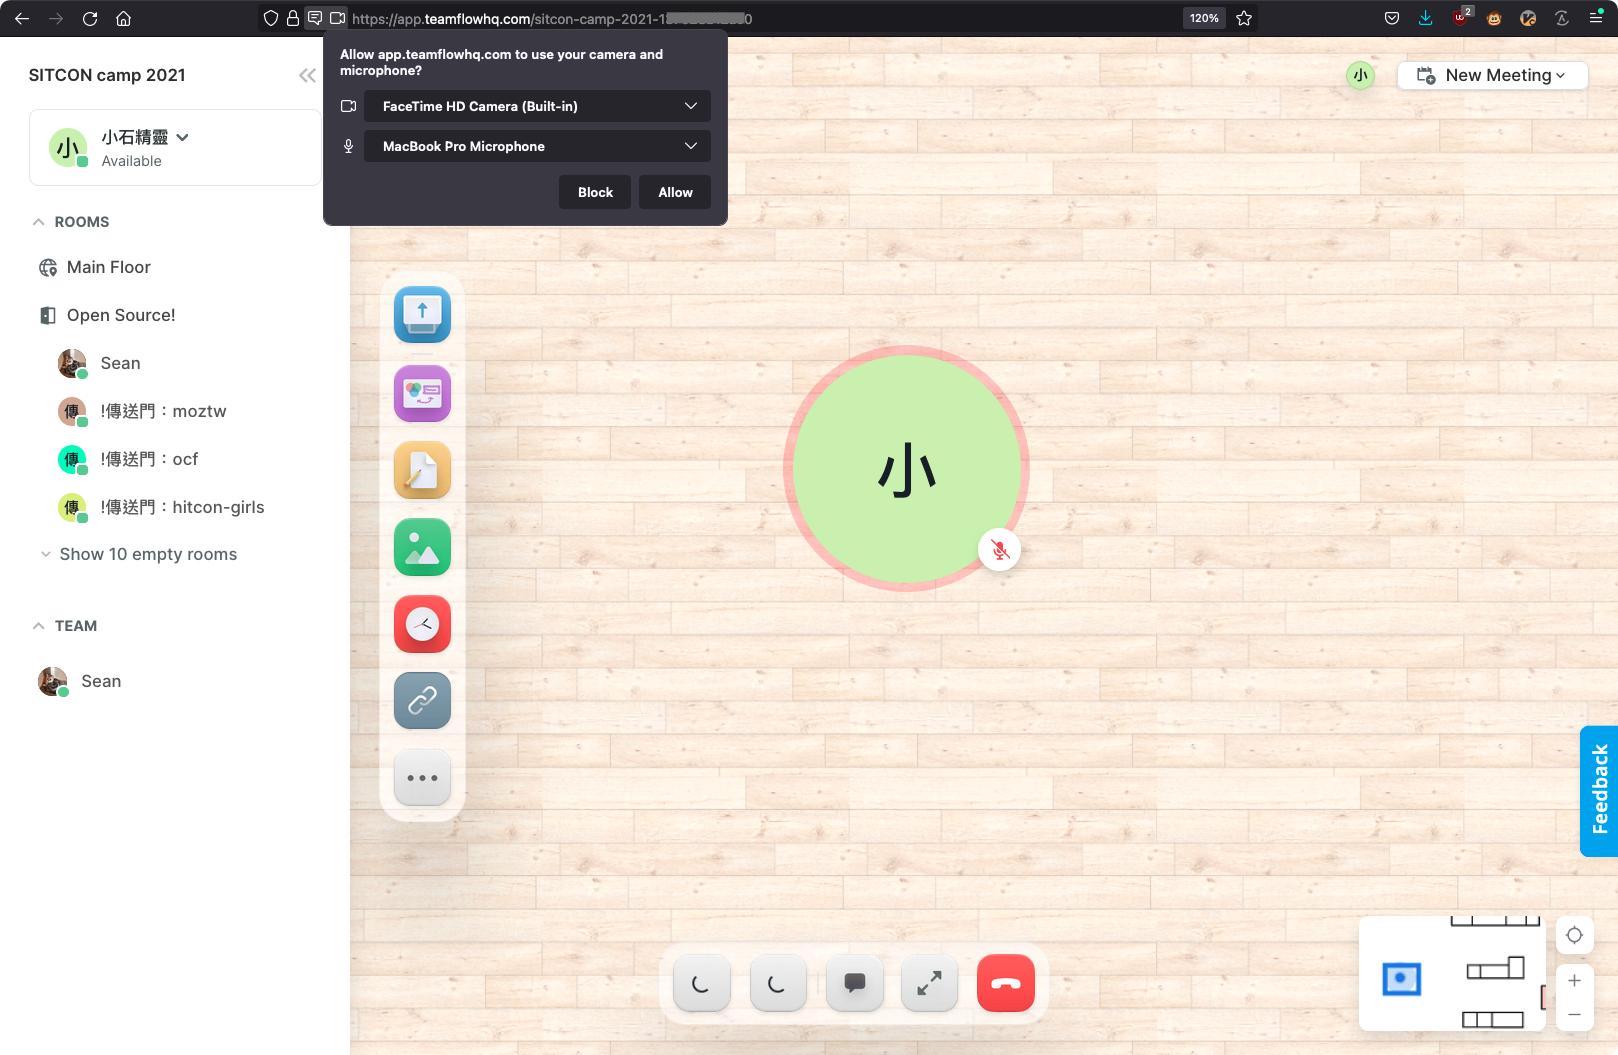 https://app.teamflowhq.com/sitcon-camp-2021-
120%
2
Allow app.teamflowhq.com to use your camera and
microphone?
FaceTime HD Camera (Built-in)
MacBook Pro Microphone
Block
Allow
SITCON camp 2021
小
小石精靈
Available
ROOMS
Main Floor
Open Source!
Sean
傳 !傳送門：moztw
傳 !傳送門：ocf
傳 !傳送門：hitcon-girls
Show 10 empty rooms
TEAM
Sean
小
New Meeting
小
Feedback